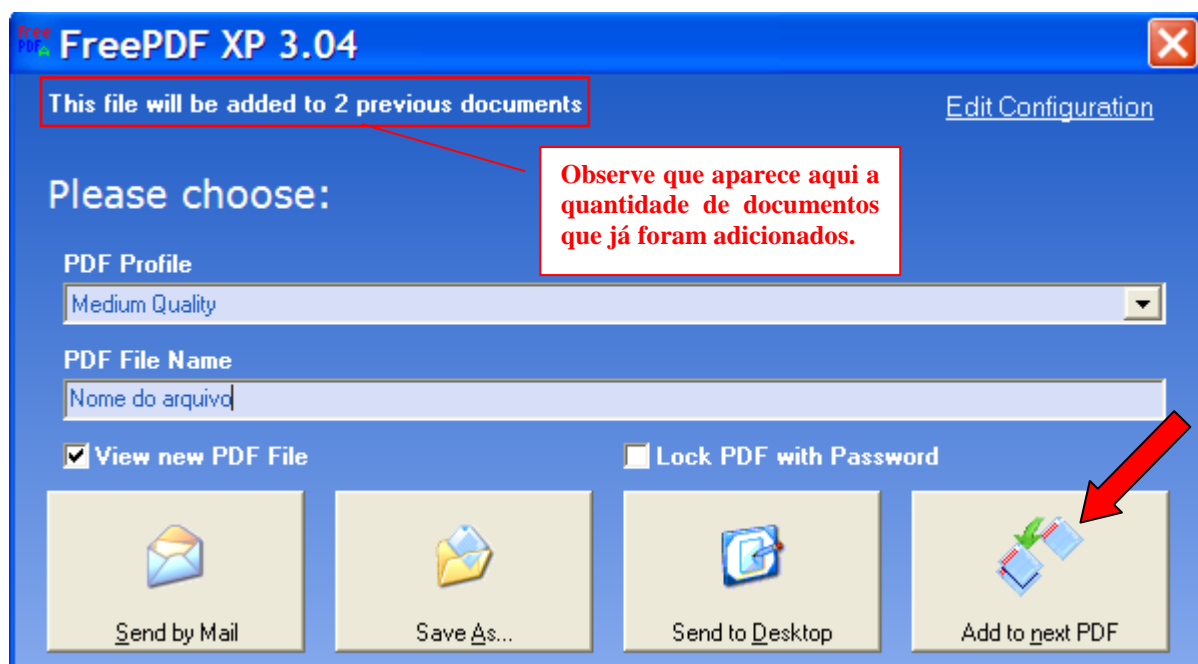 FreePDF XP 3.04
This file will be added to 2 previous documents
Edit Configuration
Observe que aparece aqui a
quantidade de documentos
que já foram adicionados.
Please choose:
PDF Profile
Medium Quality
PDF File Name
Nome do arquivo
View new PDF File
Lock PDF with Password
Send by Mail
Save As...
Send to Desktop
Add to next PDF